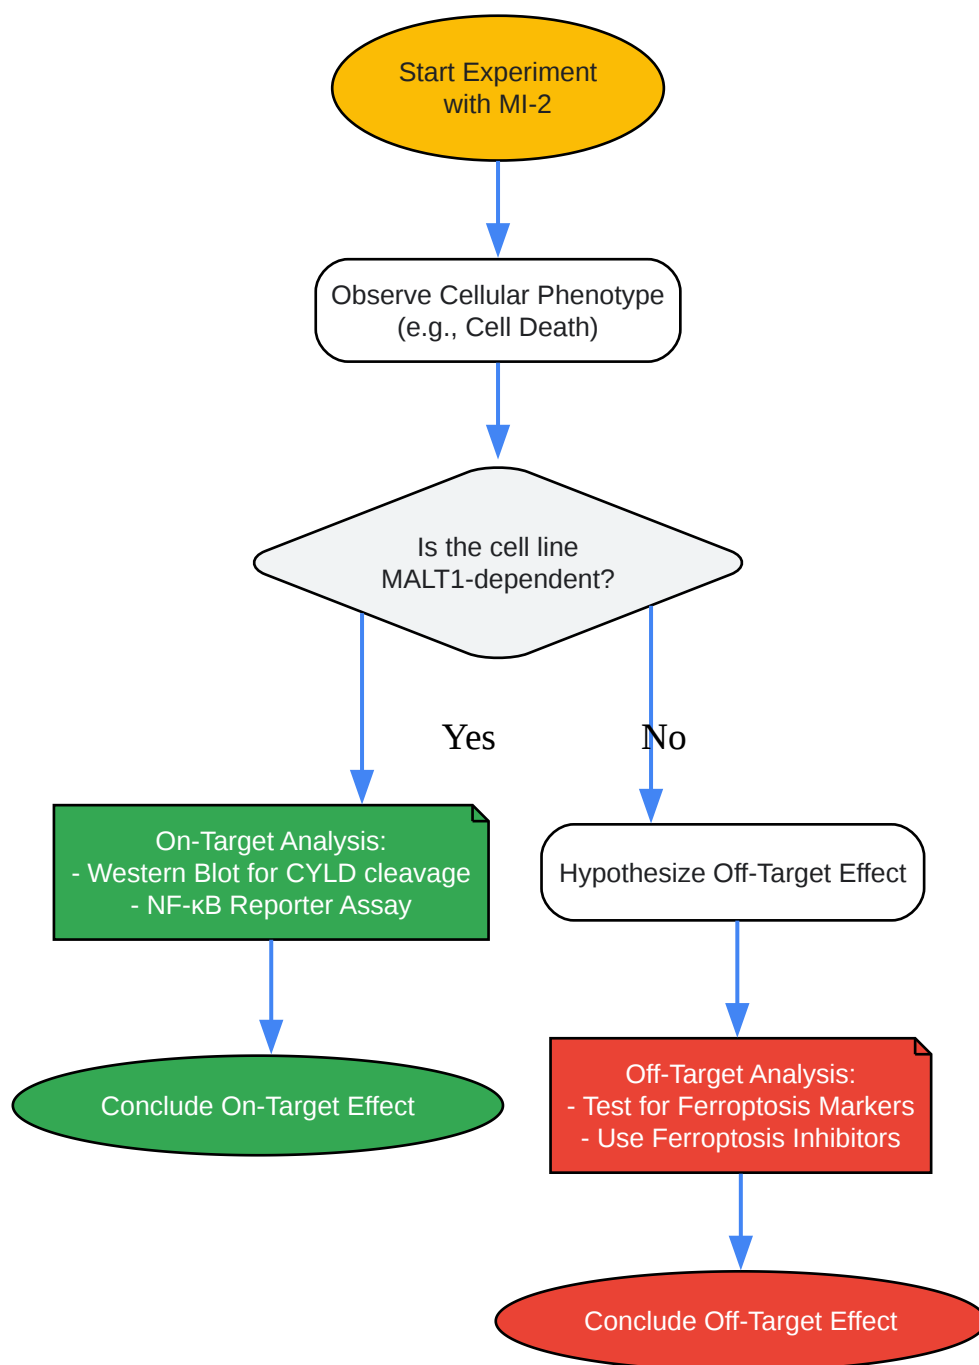 Start Experiment
with MI-2
Observe Cellular Phenotype
(e.g., Cell Death)
Is the cell line
MALT1-dependent?
Yes
No
On-Target Analysis:
- Western Blot for CYLD cleavage
- NF-κB Reporter Assay
Hypothesize Off-Target Effect
Conclude On-Target Effect
Off-Target Analysis:
- Test for Ferroptosis Markers
- Use Ferroptosis Inhibitors
Conclude Off-Target Effect